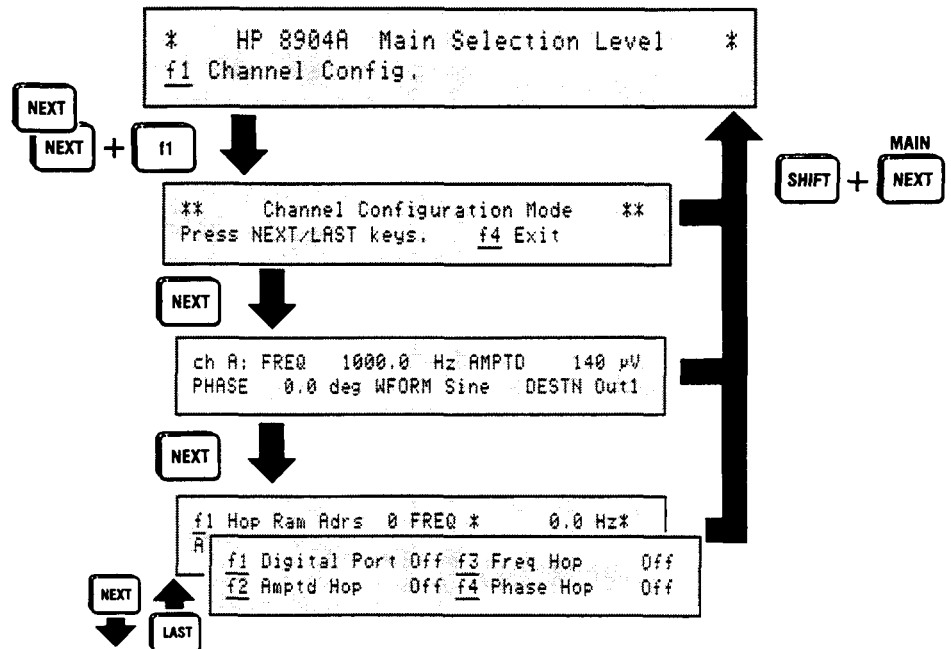 * HP 8904A Main Selection Level *
f1 Channel Config.
NEXT
NEXT + f1
MAIN
SHIFT + NEXT
** Channel Configuration Mode **
Press NEXT/LAST keys. f4 Exit
NEXT
ch A: FREQ 1000.0 Hz AMPTD 140 µV
PHASE 0.0 deg WFORM Sine DESTN Out1
NEXT
f1 Hop Ram Adrs 0 FREQ * 0.0 Hz*
A
f1 Digital Port Off f3 Freq Hop Off
f2 Amptd Hop Off f4 Phase Hop Off
NEXT
LAST